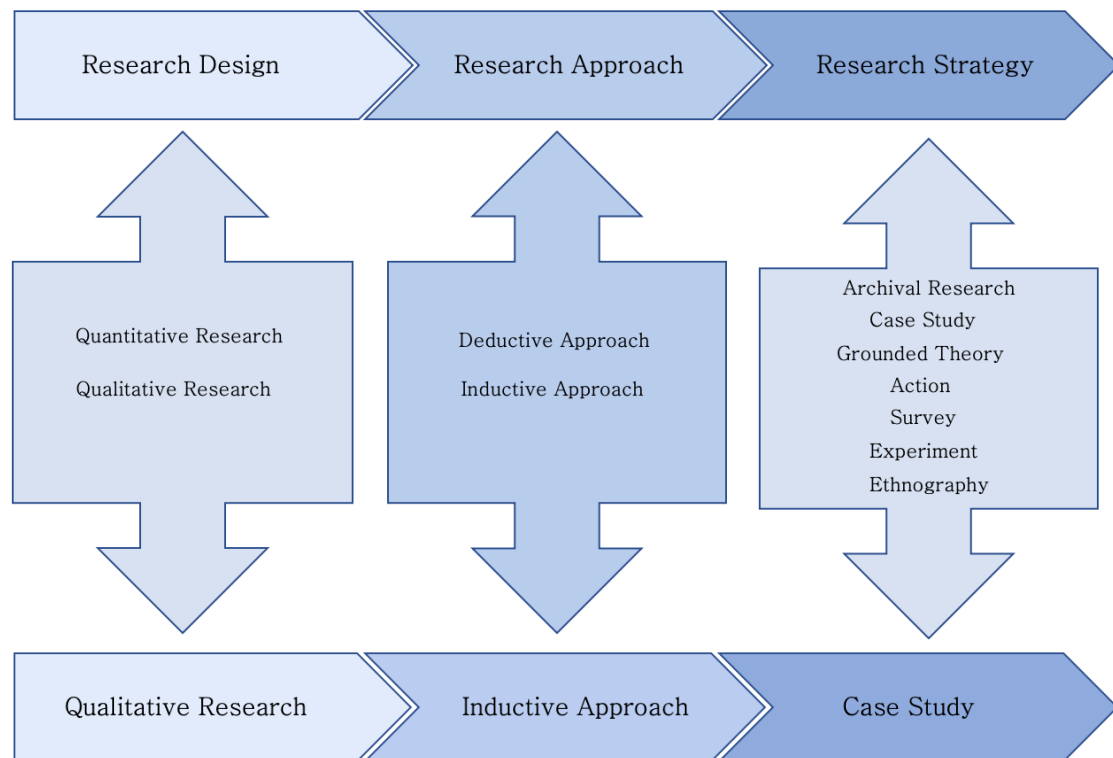 Research Design
Research Approach
Research Strategy
Quantitative Research
Qualitative Research
Deductive Approach
Inductive Approach
Archival Research
Case Study
Grounded Theory
Action
Survey
Experiment
Ethnography
Qualitative Research
Inductive Approach
Case Study